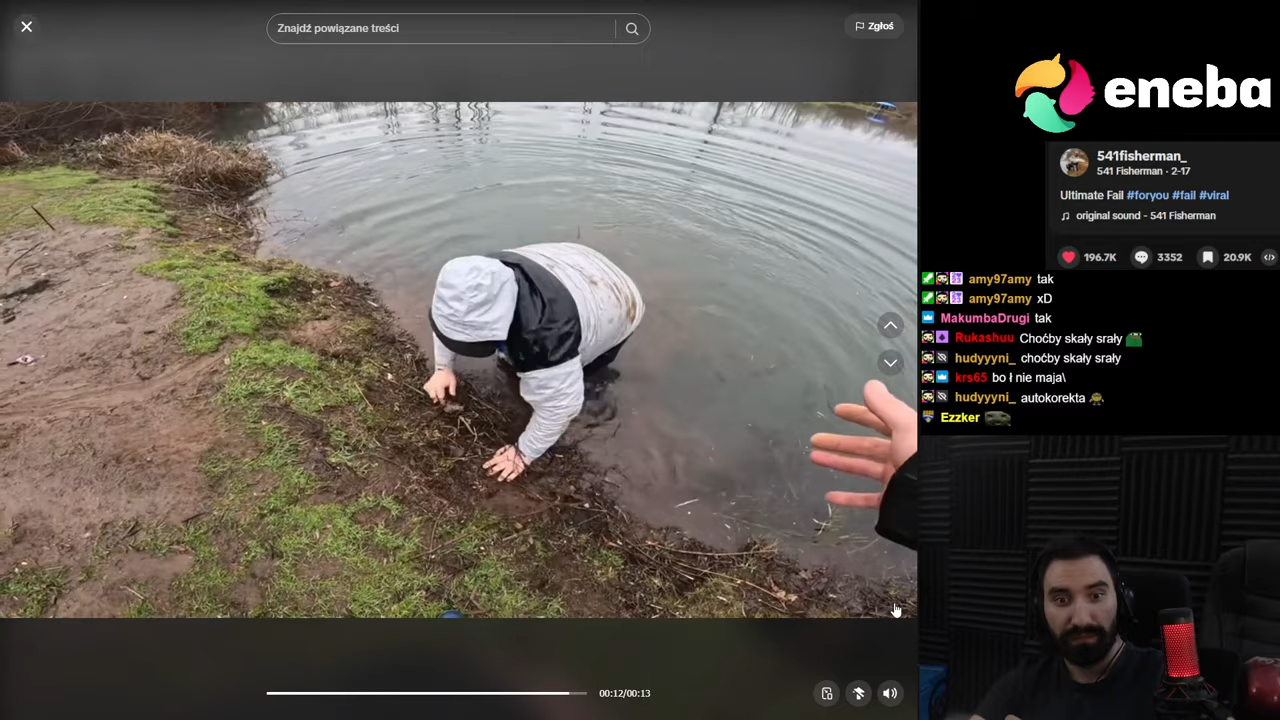 Znajdź powiązane treści
Zgłoś
eneba
541fisherman_
541 Fisherman · 2-17
Ultimate Fail #foryou #fail #viral
original sound - 541 Fisherman
196.7K
3352
20.9K
amy97amy tak
amy97amy xD
MakumbaDrugi tak
Rukashuu Choćby skały srały
hudyyyni_ choćby skały srały
krs65 bo ł nie maja\
hudyyyni_ autokorekta
Ezzker
00:12/00:13